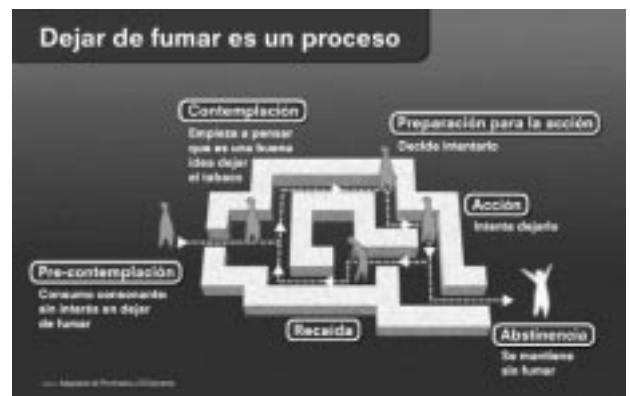 Dejar de fumar es un proceso
Contemplación
Empieza a pensar
que es una buena
idea dejar
el tabaco
Preparación para la acción
Decide intentarlo
Acción
Intenta dejarlo
Pre-contemplación
Consumo consonante
sin interés en dejar
de fumar
Recaída
Abstinencia
Se mantiene
sin fumar